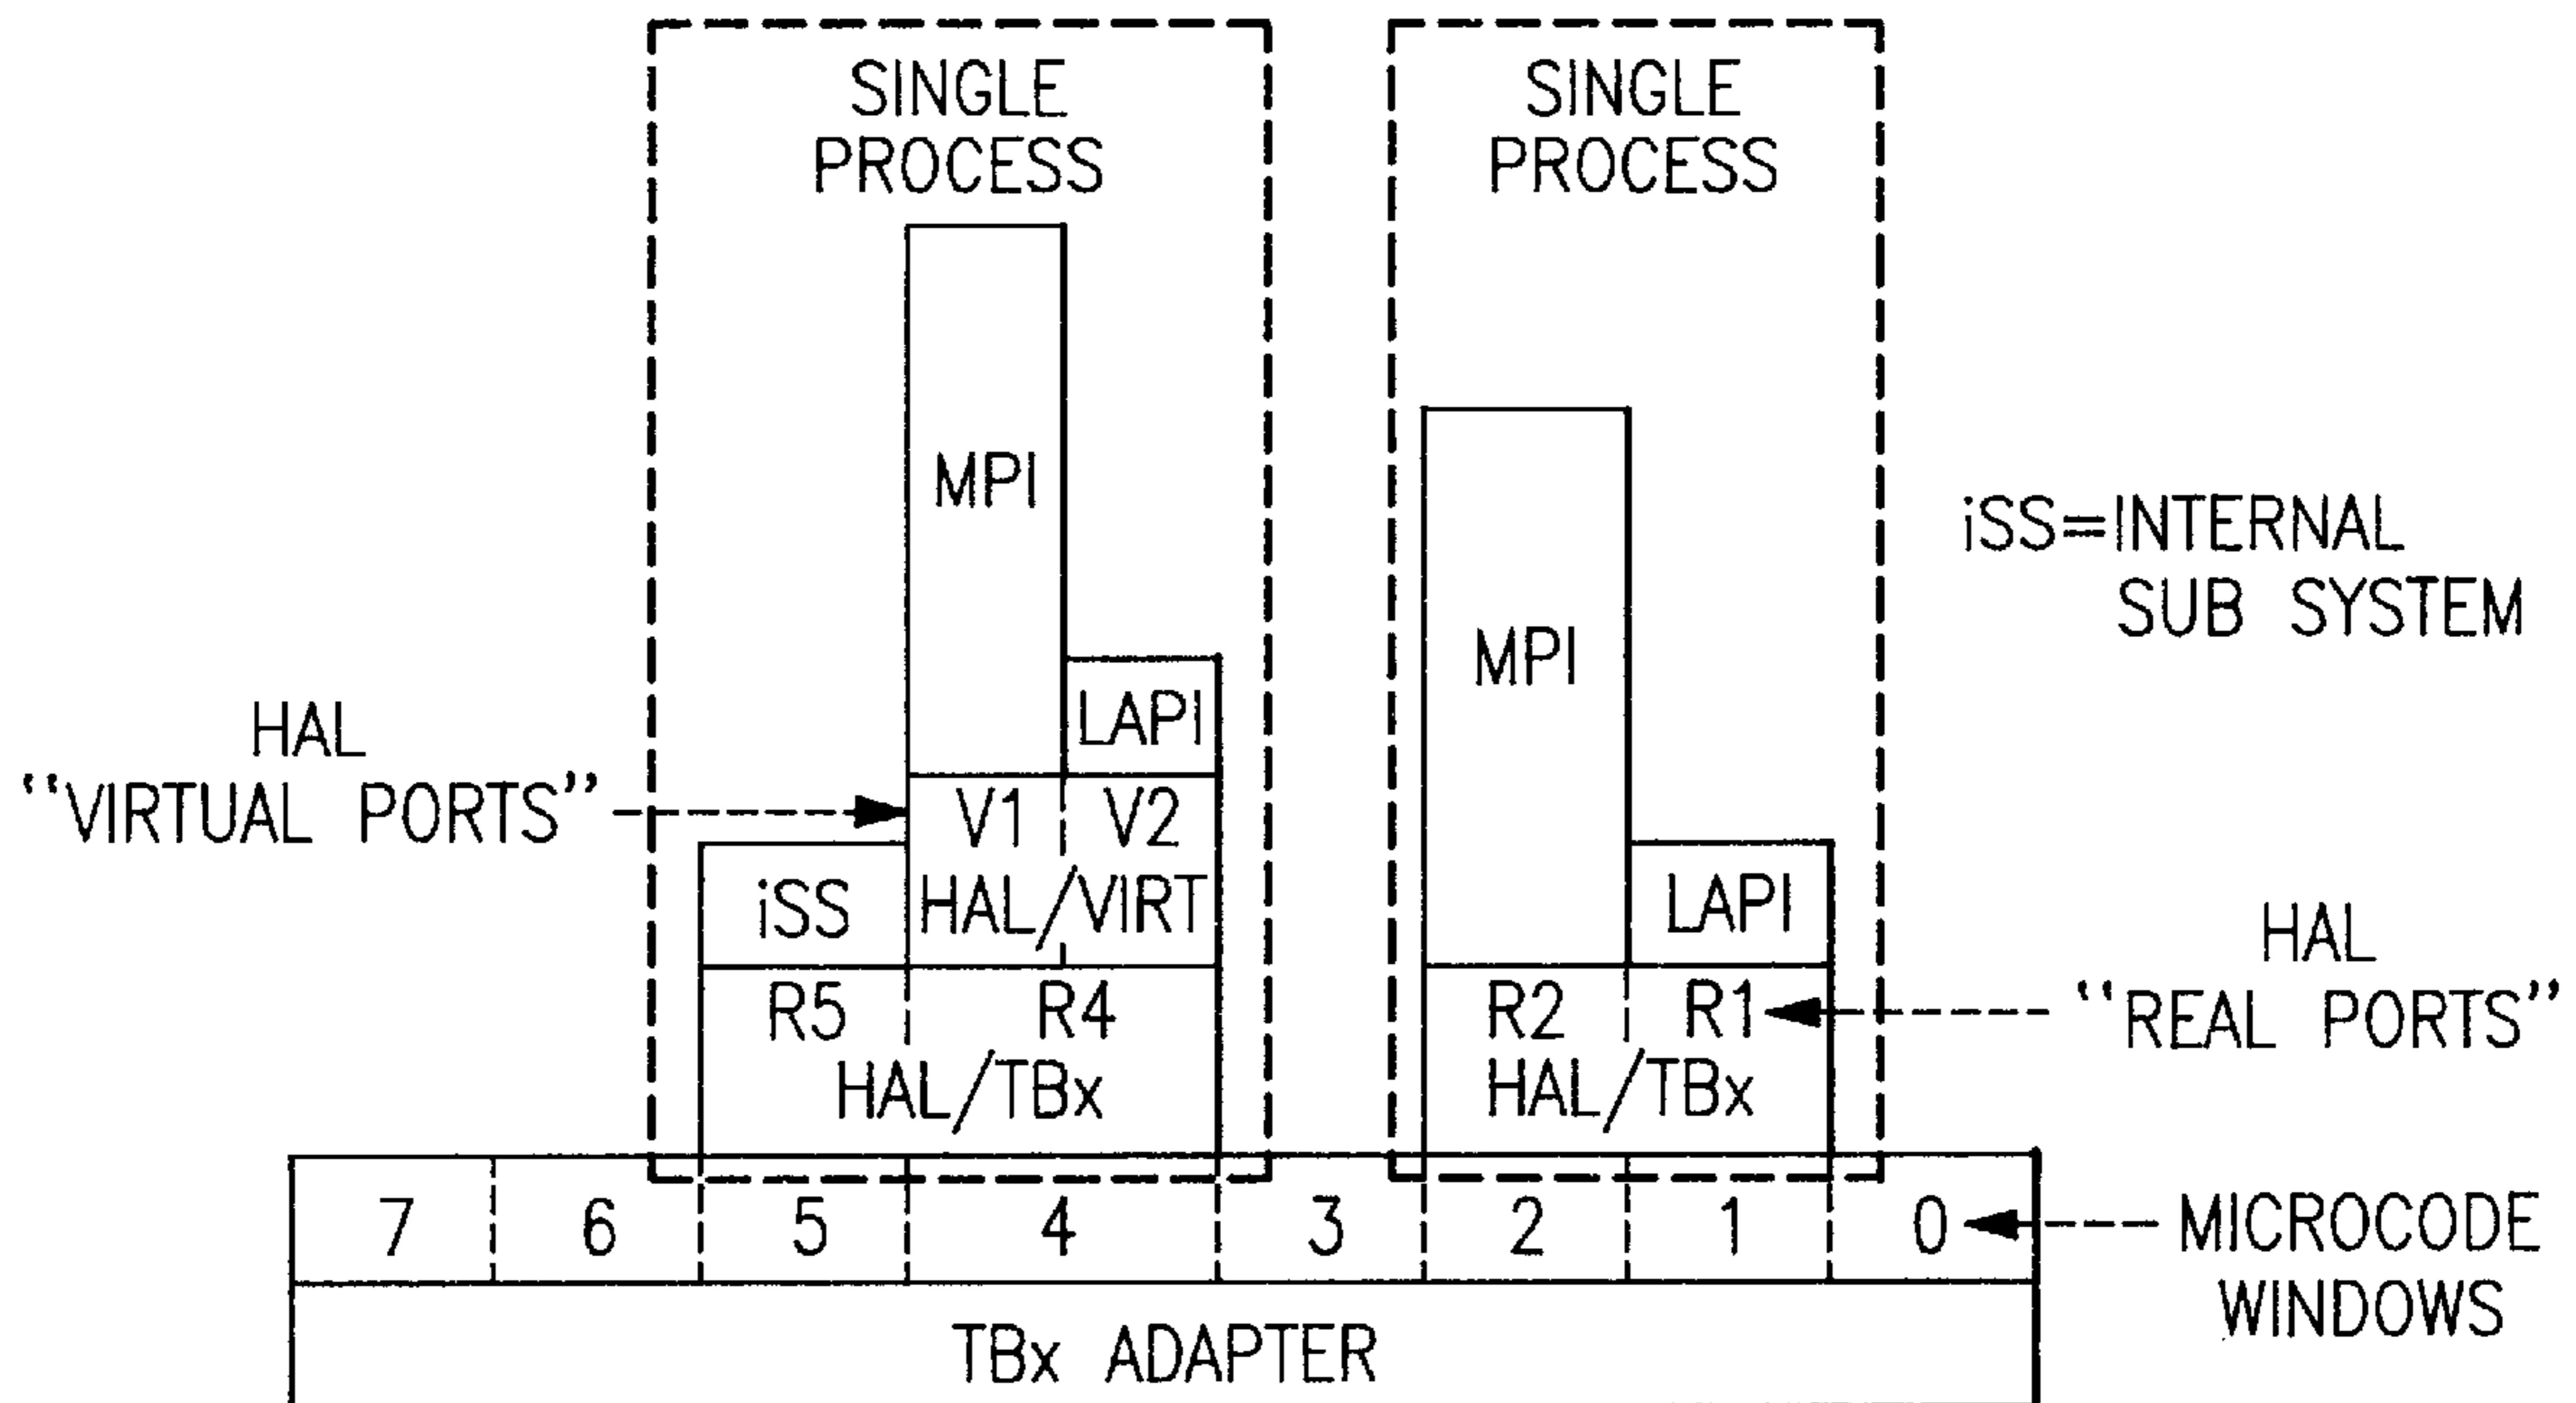 SINGLE
PROCESS
SINGLE
PROCESS
MPI
MPI
iSS=INTERNAL
SUB SYSTEM
LAPI
HAL
“VIRTUAL PORTS”
V1 V2
iSS
HAL/VIRT
LAPI
HAL
“REAL PORTS”
R5 R4
HAL/TBx
R2 R1
HAL/TBx
7 6 5 4 3 2 1 0
MICROCODE
WINDOWS
TBx ADAPTER